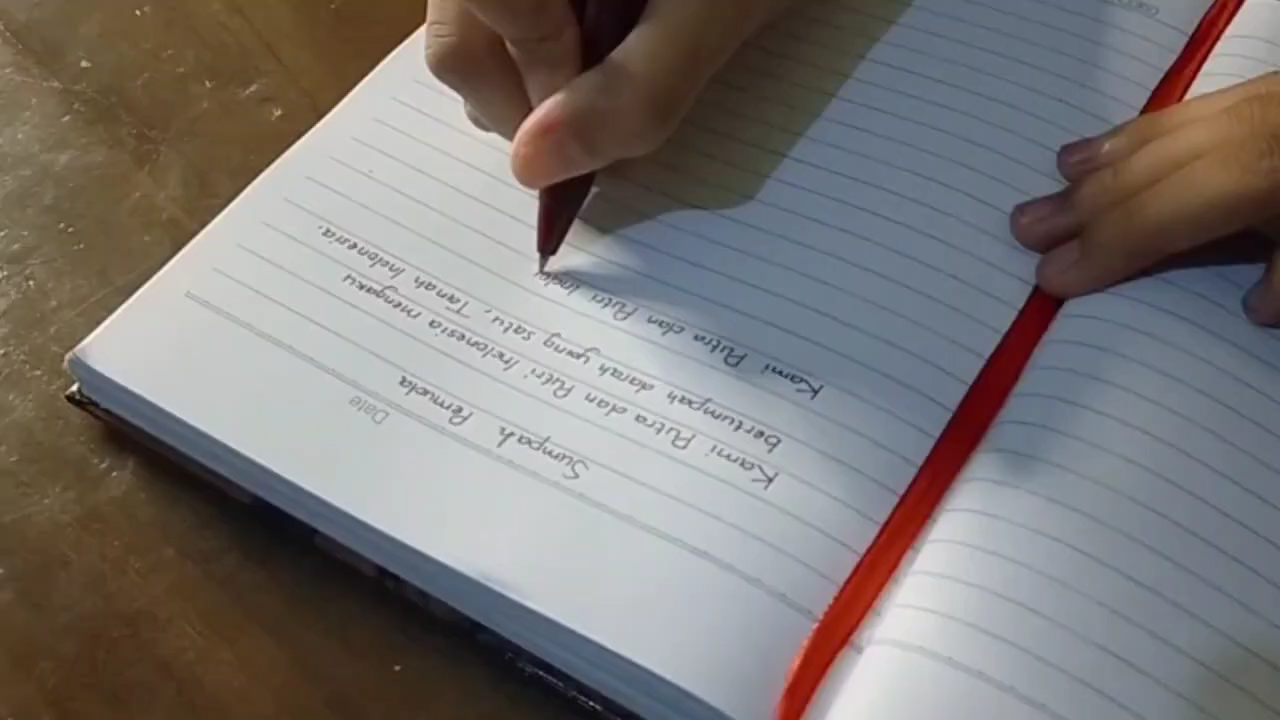 Date
Sumpah Pemuda
Kami Putra dan Putri Indonesia mengaku
bertumpah darah yang satu, Tanah Indonesia.
Kami Putra dan Putri Indo